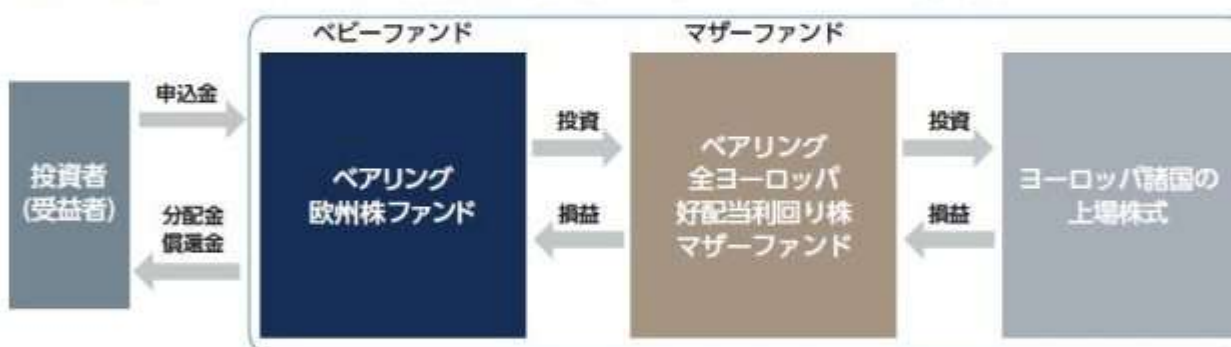 ベビーファンド
マザーファンド
投資者
(受益者)
申込金
分配金
償還金
ベアリング
欧州株ファンド
投資
損益
ベアリング
全ヨーロッパ
好配当利回り株
マザーファンド
投資
損益
ヨーロッパ諸国の
上場株式